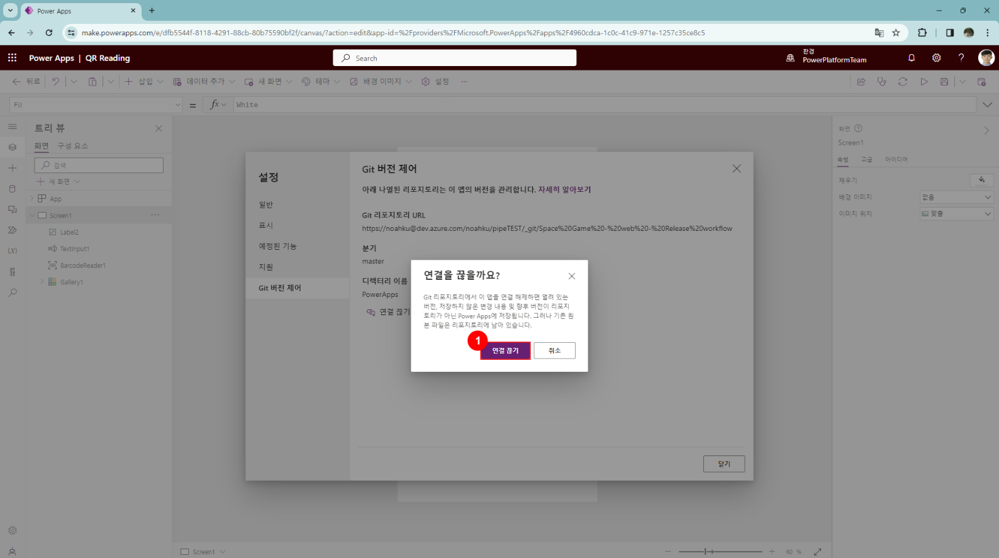 Power Apps
make.powerapps.com/e/dfb5544f-8118-4291-88cb-80b75590bf2f/canvas/?action=edit&app-id=%2Fproviders%2FMicrosoft.PowerApps%2Fapps%2F4960cdca-1c0c-41c9-971e-1257c35ce8c5
Power Apps | QR Reading
Search
환경
PowerPlatformTeam
뒤로
삽입
데이터 추가
새 화면
테마
배경 이미지
설정
Fill
=
fx
White
트리 뷰
화면
구성 요소
검색
새 화면
App
Screen1
Label2
TextInput1
BarcodeReader1
Gallery1
설정
일반
표시
예정된 기능
지원
Git 버전 제어
Git 버전 제어
아래 나열된 리포지토리는 이 앱의 버전을 관리합니다. 자세히 알아보기
Git 리포지토리 URL
https://noahku@dev.azure.com/noahku/pipeTEST/_git/Space%20Game%20-%20web%20-%20Release%20workflow
분기
master
디렉터리 이름
PowerApps
연결 끊기
연결을 끊을까요?
Git 리포지토리에서 이 앱을 연결 해제하면 열려 있는
버전, 저장하지 않은 변경 내용 및 향후 버전이 리포지
토리가 아닌 Power Apps에 저장됩니다. 그러나 기존 원
본 파일은 리포지토리에 남아 있습니다.
1
연결 끊기
취소
닫기
화면
Screen1
속성
고급
아이디어
채우기
배경 이미지
없음
이미지 위치
맞춤
Screen1
60 %